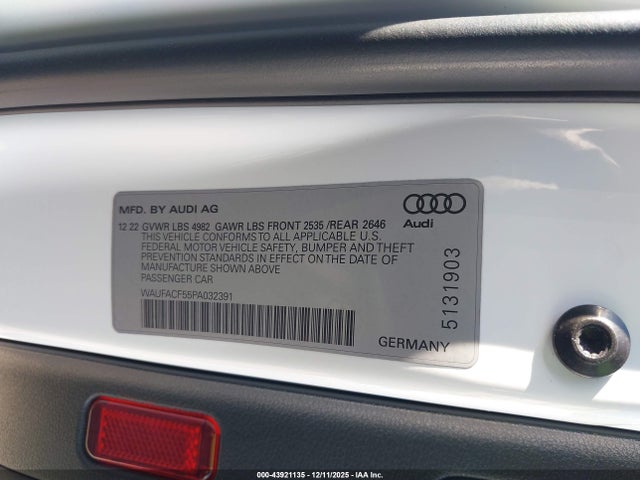 MFD. BY AUDI AG
12 22 GVWR LBS 4982 GAWR LBS FRONT 2535 /REAR 2646
THIS VEHICLE CONFORMS TO ALL APPLICABLE U.S.
FEDERAL MOTOR VEHICLE SAFETY, BUMPER AND THEFT
PREVENTION STANDARDS IN EFFECT ON THE DATE OF
MANUFACTURE SHOWN ABOVE
PASSENGER CAR
WAUFACF55PA032391
Audi
5131903
GERMANY
000-43921135 - 12/11/2025 - IAA Inc.